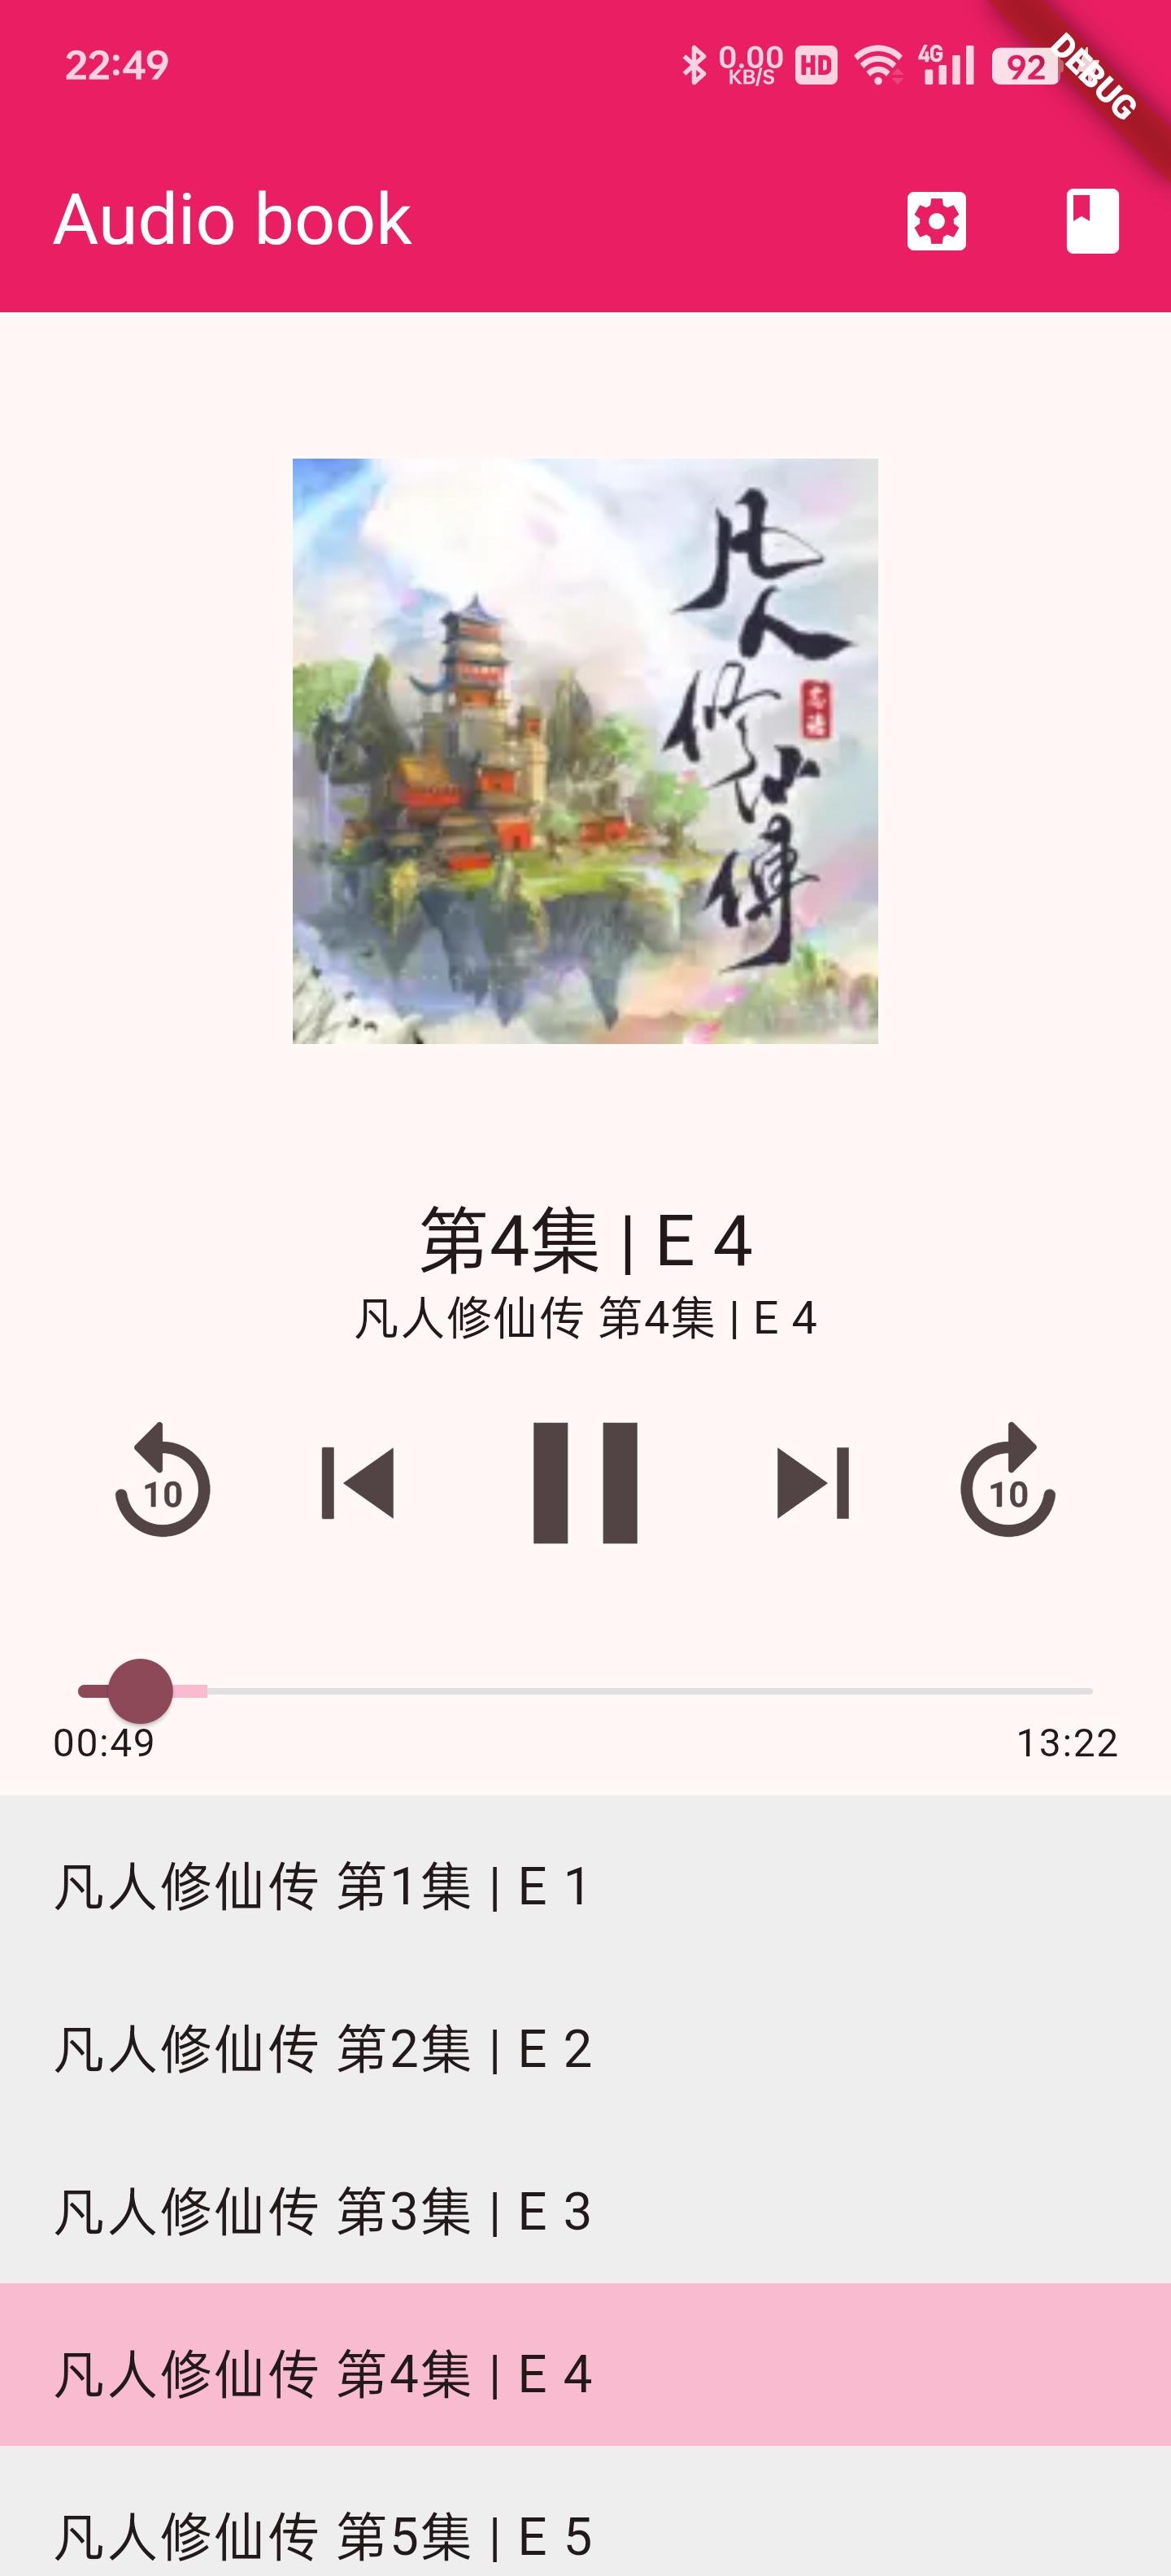 22:49
0.00
KB/S
HD
4G
92
DEBUG
Audio book
凡人修仙傳
忘语
第4集 | E 4
凡人修仙传 第4集 | E 4
10
10
00:49
13:22
凡人修仙传 第1集 | E 1
凡人修仙传 第2集 | E 2
凡人修仙传 第3集 | E 3
凡人修仙传 第4集 | E 4
凡人修仙传 第5集 | E 5